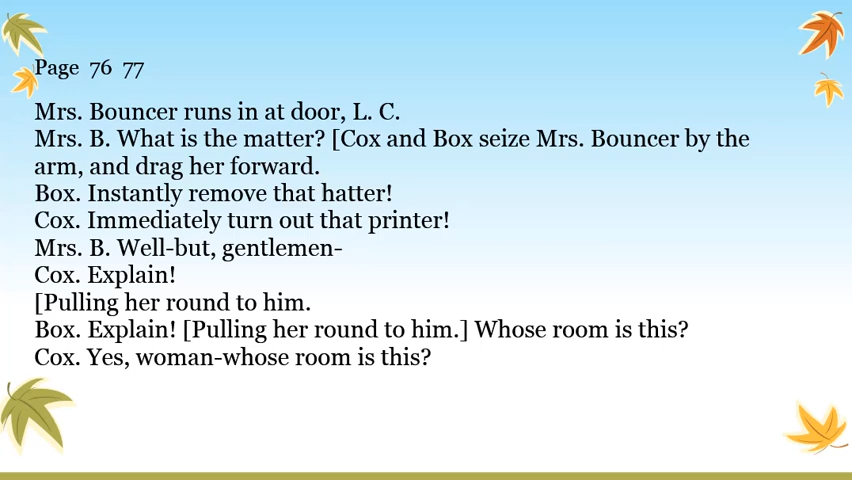 Page 76 77
Mrs. Bouncer runs in at door, L. C.
Mrs. B. What is the matter? [Cox and Box seize Mrs. Bouncer by the
arm, and drag her forward.
Box. Instantly remove that hatter!
Cox. Immediately turn out that printer!
Mrs. B. Well-but, gentlemen-
Cox. Explain!
[Pulling her round to him.
Box. Explain! [Pulling her round to him.] Whose room is this?
Cox. Yes, woman-whose room is this?